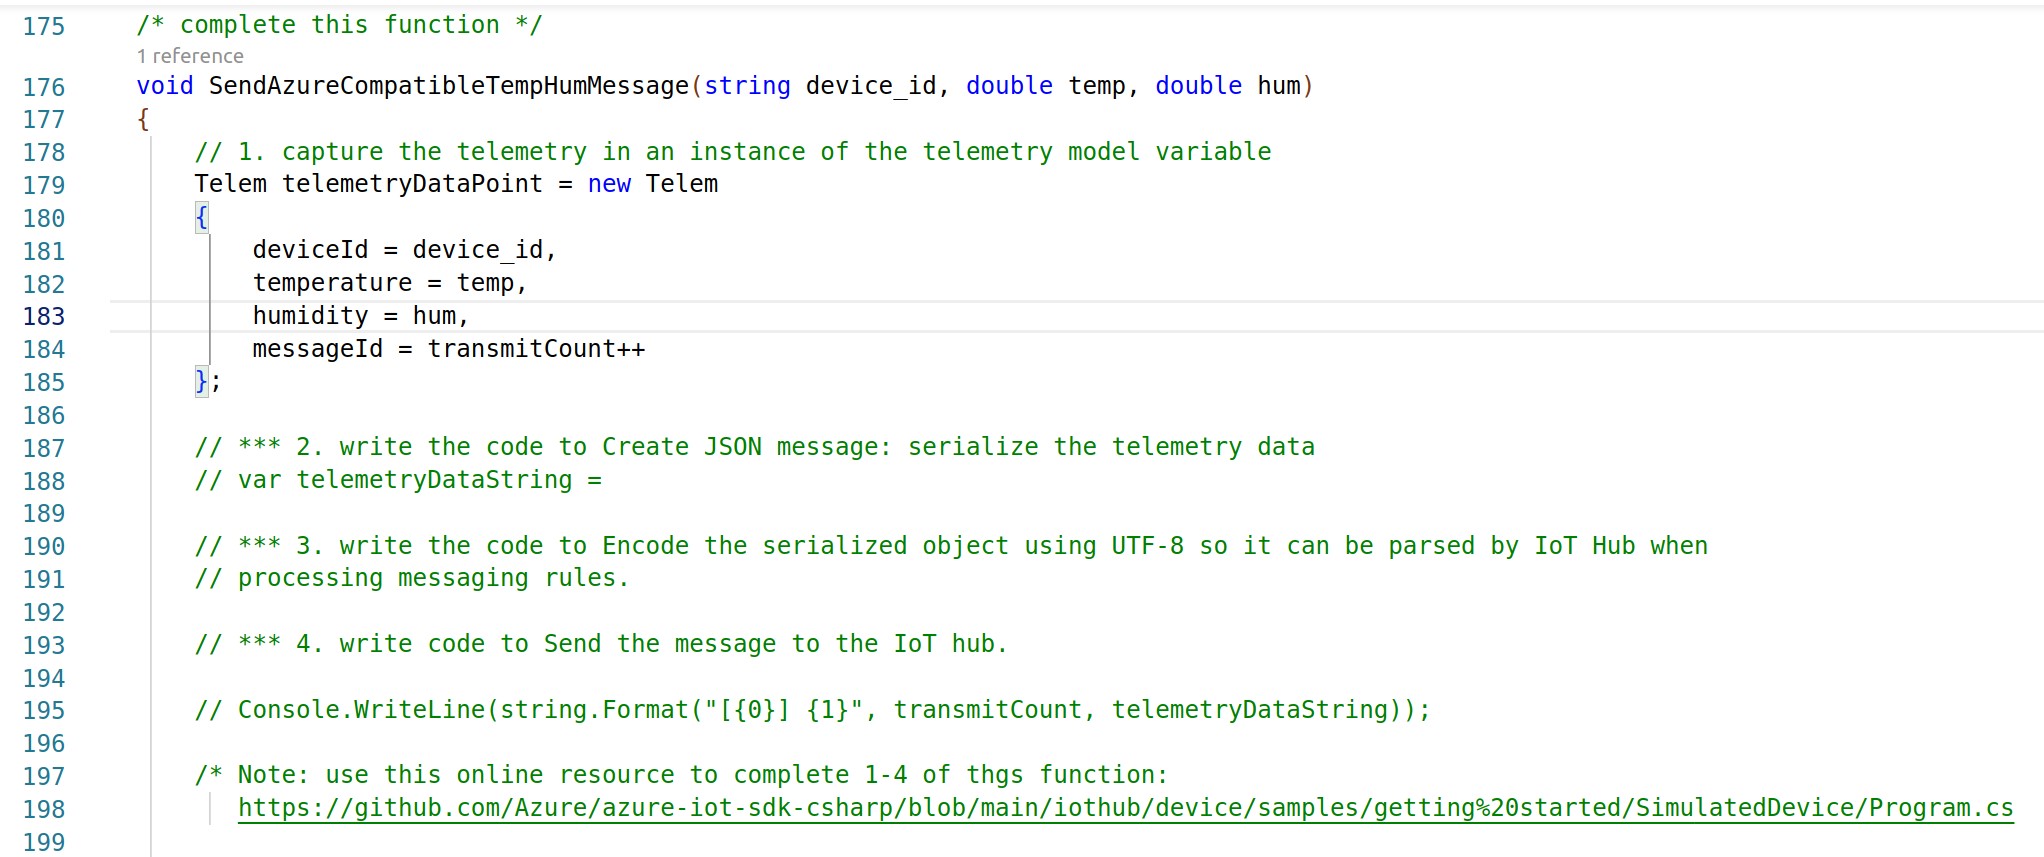 175 /* complete this function */
1 reference
176 void SendAzureCompatibleTempHumMessage(string device_id, double temp, double hum)
177 {
178 // 1. capture the telemetry in an instance of the telemetry model variable
179 Telem telemetryDataPoint = new Telem
180 {
181 deviceId = device_id,
182 temperature = temp,
183 humidity = hum,
184 messageId = transmitCount++
185 };
186
187 // *** 2. write the code to Create JSON message: serialize the telemetry data
188 // var telemetryDataString =
189
190 // *** 3. write the code to Encode the serialized object using UTF-8 so it can be parsed by IoT Hub when
191 // processing messaging rules.
192
193 // *** 4. write code to Send the message to the IoT hub.
194
195 // Console.WriteLine(string.Format("[{0}] {1}", transmitCount, telemetryDataString));
196
197 /* Note: use this online resource to complete 1-4 of thgs function:
198 https://github.com/Azure/azure-iot-sdk-csharp/blob/main/iothub/device/samples/getting%20started/SimulatedDevice/Program.cs
199